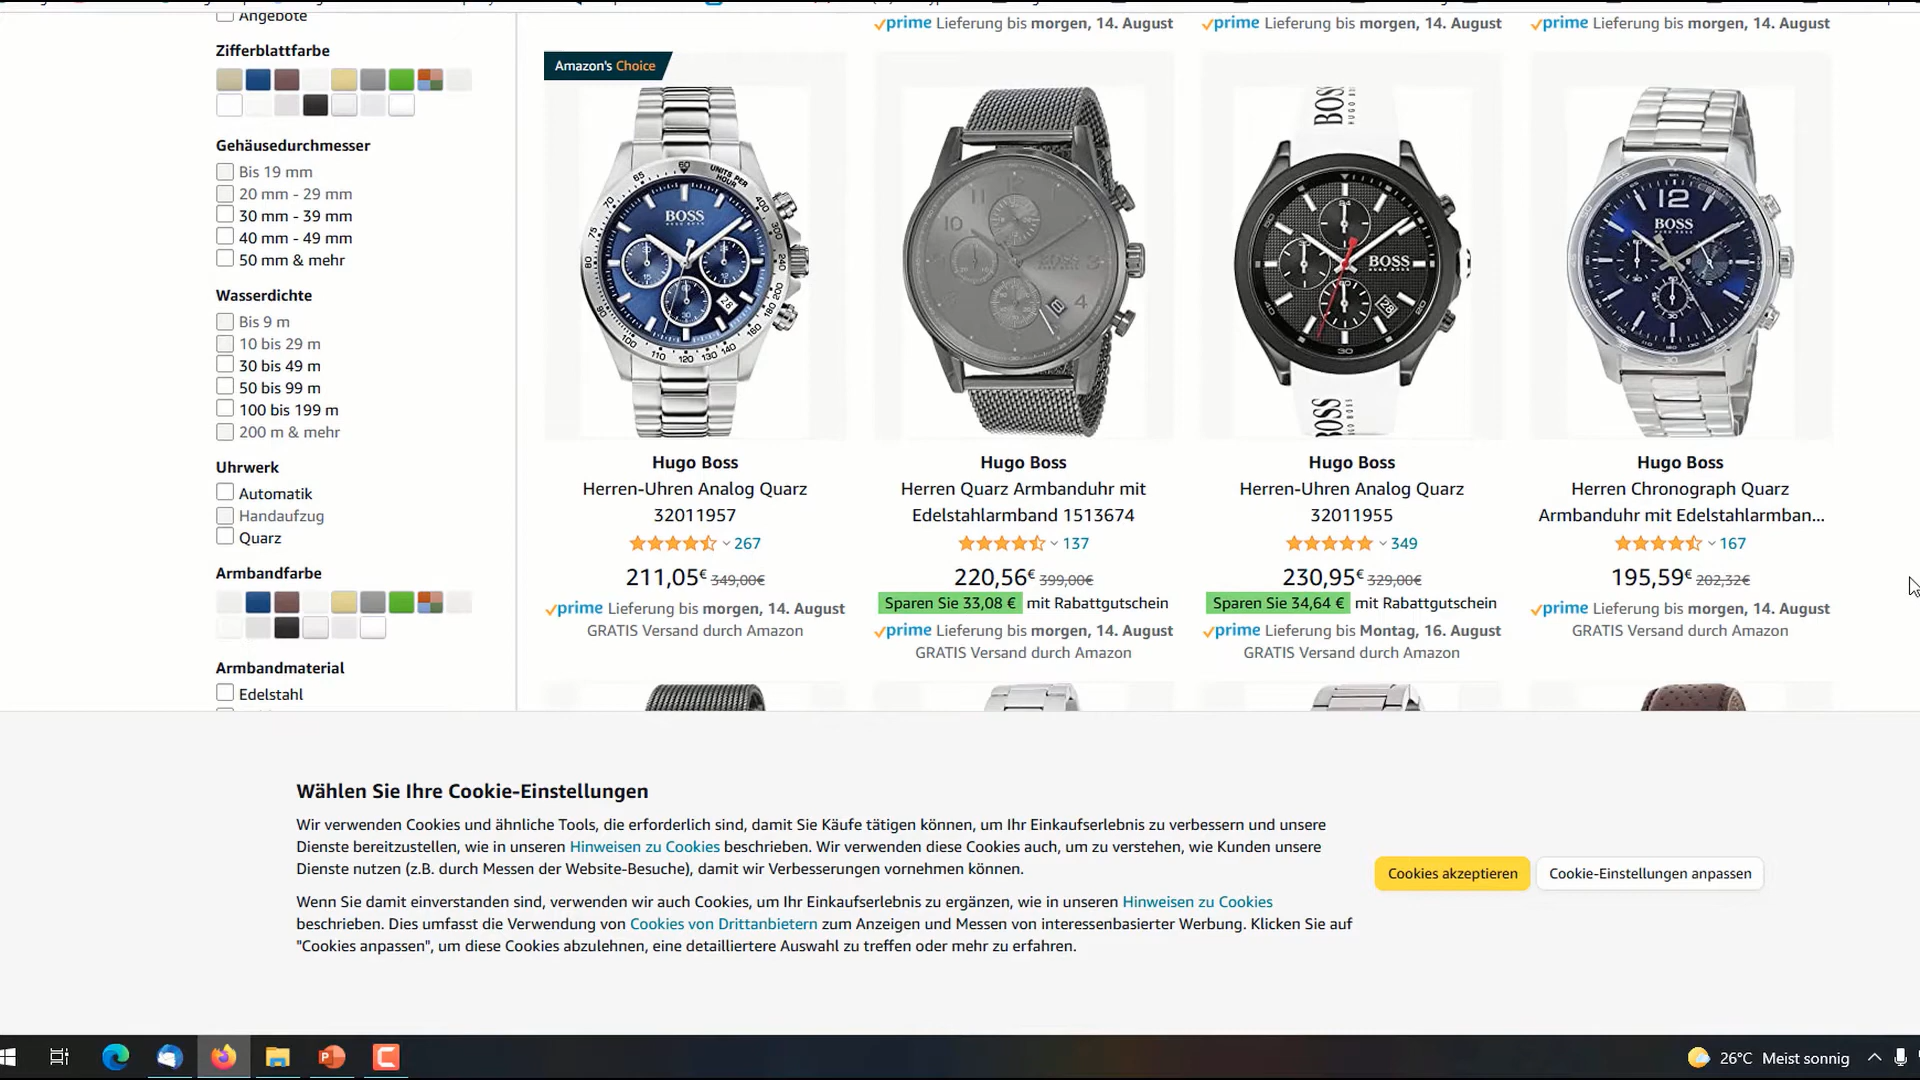 Angebote
Zifferblattfarbe
Gehäusedurchmesser
Bis 19 mm
20 mm - 29 mm
30 mm - 39 mm
40 mm - 49 mm
50 mm & mehr
Wasserdichte
Bis 9 m
10 bis 29 m
30 bis 49 m
50 bis 99 m
100 bis 199 m
200 m & mehr
Uhrwerk
Automatik
Handaufzug
Quarz
Armbandfarbe
Armbandmaterial
Edelstahl
prime Lieferung bis morgen, 14. August
prime Lieferung bis morgen, 14. August
prime Lieferung bis morgen, 14. August
Amazon's Choice
BOSS
Hugo Boss
Herren-Uhren Analog Quarz
32011957
267
211,05€ 349,00€
prime Lieferung bis morgen, 14. August
GRATIS Versand durch Amazon
BOSS
Hugo Boss
Herren Quarz Armbanduhr mit
Edelstahlarmband 1513674
137
220,56€ 399,00€
Sparen Sie 33,08 € mit Rabattgutschein
prime Lieferung bis morgen, 14. August
GRATIS Versand durch Amazon
BOSS
BOSS
BOSS
Hugo Boss
Herren-Uhren Analog Quarz
32011955
349
230,95€ 329,00€
Sparen Sie 34,64 € mit Rabattgutschein
prime Lieferung bis Montag, 16. August
GRATIS Versand durch Amazon
12
BOSS
Hugo Boss
Herren Chronograph Quarz
Armbanduhr mit Edelstahlarmban...
167
195,59€ 202,32€
prime Lieferung bis morgen, 14. August
GRATIS Versand durch Amazon
Wählen Sie Ihre Cookie-Einstellungen
Wir verwenden Cookies und ähnliche Tools, die erforderlich sind, damit Sie Käufe tätigen können, um Ihr Einkaufserlebnis zu verbessern und unsere
Dienste bereitzustellen, wie in unseren Hinweisen zu Cookies beschrieben. Wir verwenden diese Cookies auch, um zu verstehen, wie Kunden unsere
Dienste nutzen (z.B. durch Messen der Website-Besuche), damit wir Verbesserungen vornehmen können.
Wenn Sie damit einverstanden sind, verwenden wir auch Cookies, um Ihr Einkaufserlebnis zu ergänzen, wie in unseren Hinweisen zu Cookies
beschrieben. Dies umfasst die Verwendung von Cookies von Drittanbietern zum Anzeigen und Messen von interessenbasierter Werbung. Klicken Sie auf
"Cookies anpassen", um diese Cookies abzulehnen, eine detailliertere Auswahl zu treffen oder mehr zu erfahren.
Cookies akzeptieren
Cookie-Einstellungen anpassen
26°C Meist sonnig